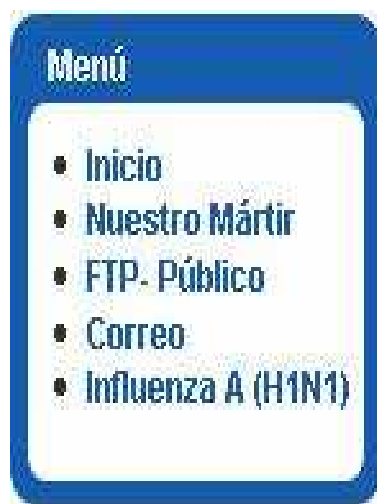 Menú
• Inicio
• Nuestro Mártir
• FTP- Público
• Correo
• Influenza A (H1N1)